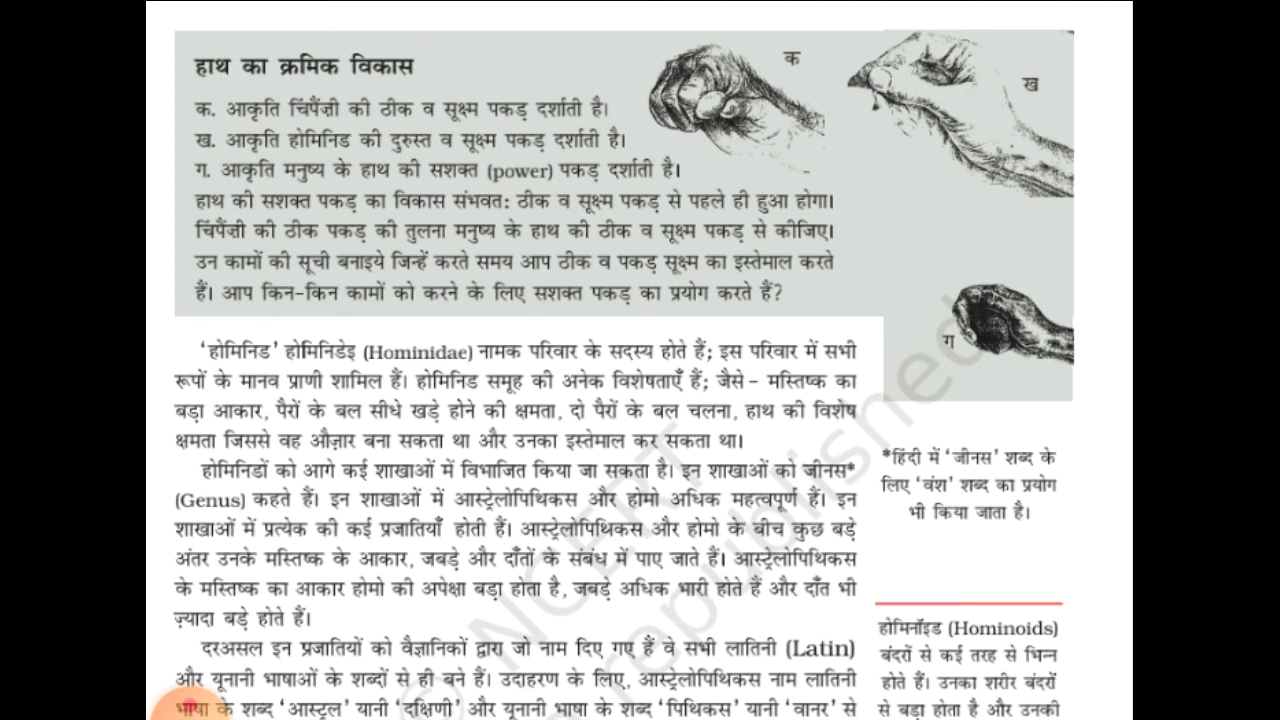 हाथ का क्रमिक विकास
क
ख
क. आकृति चिंपैंज़ी की ठीक व सूक्ष्म पकड़ दर्शाती है।
ख. आकृति होमिनिड की दुरुस्त व सूक्ष्म पकड़ दर्शाती है।
ग. आकृति मनुष्य के हाथ की सशक्त (power) पकड़ दर्शाती है।
हाथ की सशक्त पकड़ का विकास संभवत: ठीक व सूक्ष्म पकड़ से पहले ही हुआ होगा।
चिंपैंज़ी की ठीक पकड़ की तुलना मनुष्य के हाथ की ठीक व सूक्ष्म पकड़ से कीजिए।
उन कामों की सूची बनाइये जिन्हें करते समय आप ठीक व पकड़ सूक्ष्म का इस्तेमाल करते
हैं। आप किन-किन कामों को करने के लिए सशक्त पकड़ का प्रयोग करते हैं?
ग
‘होमिनिड’ होमिनिडेइ (Hominidae) नामक परिवार के सदस्य होते हैं; इस परिवार में सभी
रूपों के मानव प्राणी शामिल हैं। होमिनिड समूह की अनेक विशेषताएँ हैं; जैसे- मस्तिष्क का
बड़ा आकार, पैरों के बल सीधे खड़े होने की क्षमता, दो पैरों के बल चलना, हाथ की विशेष
क्षमता जिससे वह औज़ार बना सकता था और उनका इस्तेमाल कर सकता था।
होमिनिडों को आगे कई शाखाओं में विभाजित किया जा सकता है। इन शाखाओं को जीनस*
(Genus) कहते हैं। इन शाखाओं में आस्ट्रेलोपिथिकस और होमो अधिक महत्वपूर्ण हैं। इन
शाखाओं में प्रत्येक की कई प्रजातियाँ होती हैं। आस्ट्रेलोपिथिकस और होमो के बीच कुछ बड़े
अंतर उनके मस्तिष्क के आकार, जबड़े और दाँतों के संबंध में पाए जाते हैं। आस्ट्रेलोपिथिकस
के मस्तिष्क का आकार होमो की अपेक्षा बड़ा होता है, जबड़े अधिक भारी होते हैं और दाँत भी
ज़्यादा बड़े होते हैं।
दरअसल इन प्रजातियों को वैज्ञानिकों द्वारा जो नाम दिए गए हैं वे सभी लातिनी (Latin)
और यूनानी भाषाओं के शब्दों से ही बने हैं। उदाहरण के लिए, आस्ट्रेलोपिथिकस नाम लातिनी
भाषा के शब्द ‘आस्ट्रल’ यानी ‘दक्षिणी’ और यूनानी भाषा के शब्द ‘पिथिकस’ यानी ‘वानर’ से
*हिंदी में ‘जीनस’ शब्द के
लिए ‘वंश’ शब्द का प्रयोग
भी किया जाता है।
होमिनॉइड (Hominoids)
बंदरों से कई तरह से भिन्न
होते हैं। उनका शरीर बंदरों
से बड़ा होता है और उनकी
© NCERT
republished